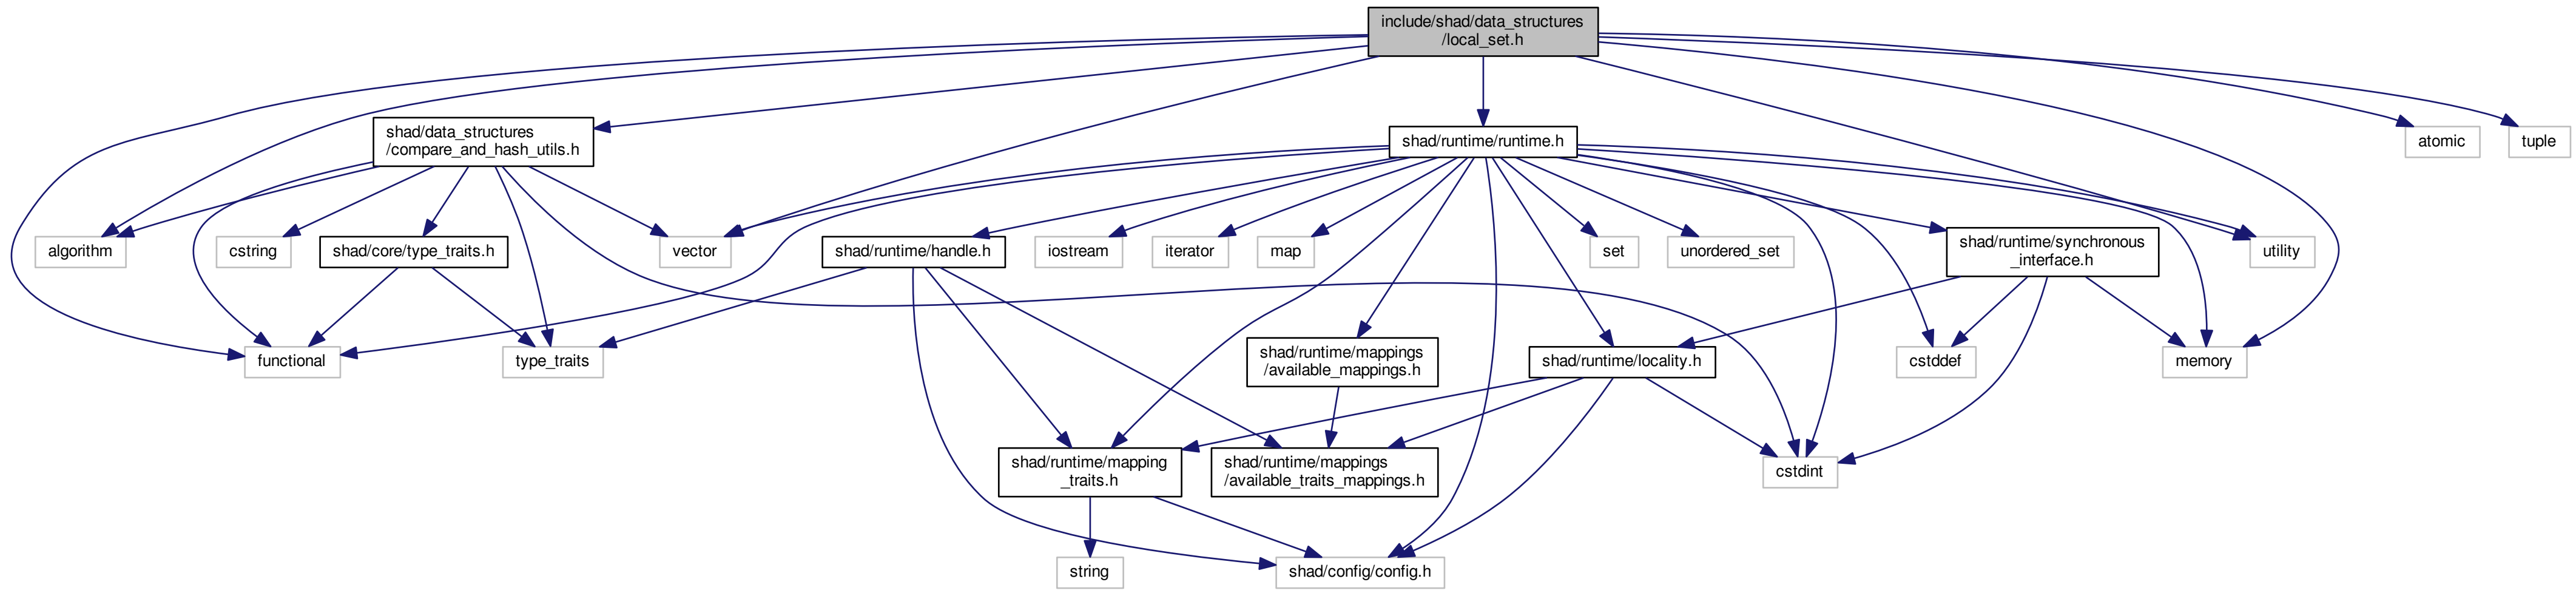 include/shad/data_structures
/local_set.h
shad/data_structures
/compare_and_hash_utils.h
shad/runtime/runtime.h
atomic
tuple
algorithm
cstring
shad/core/type_traits.h
vector
shad/runtime/handle.h
iostream
iterator
map
set
unordered_set
shad/runtime/synchronous
_interface.h
utility
functional
type_traits
shad/runtime/mappings
/available_mappings.h
shad/runtime/locality.h
cstddef
memory
shad/runtime/mapping
_traits.h
shad/runtime/mappings
/available_traits_mappings.h
cstdint
string
shad/config/config.h